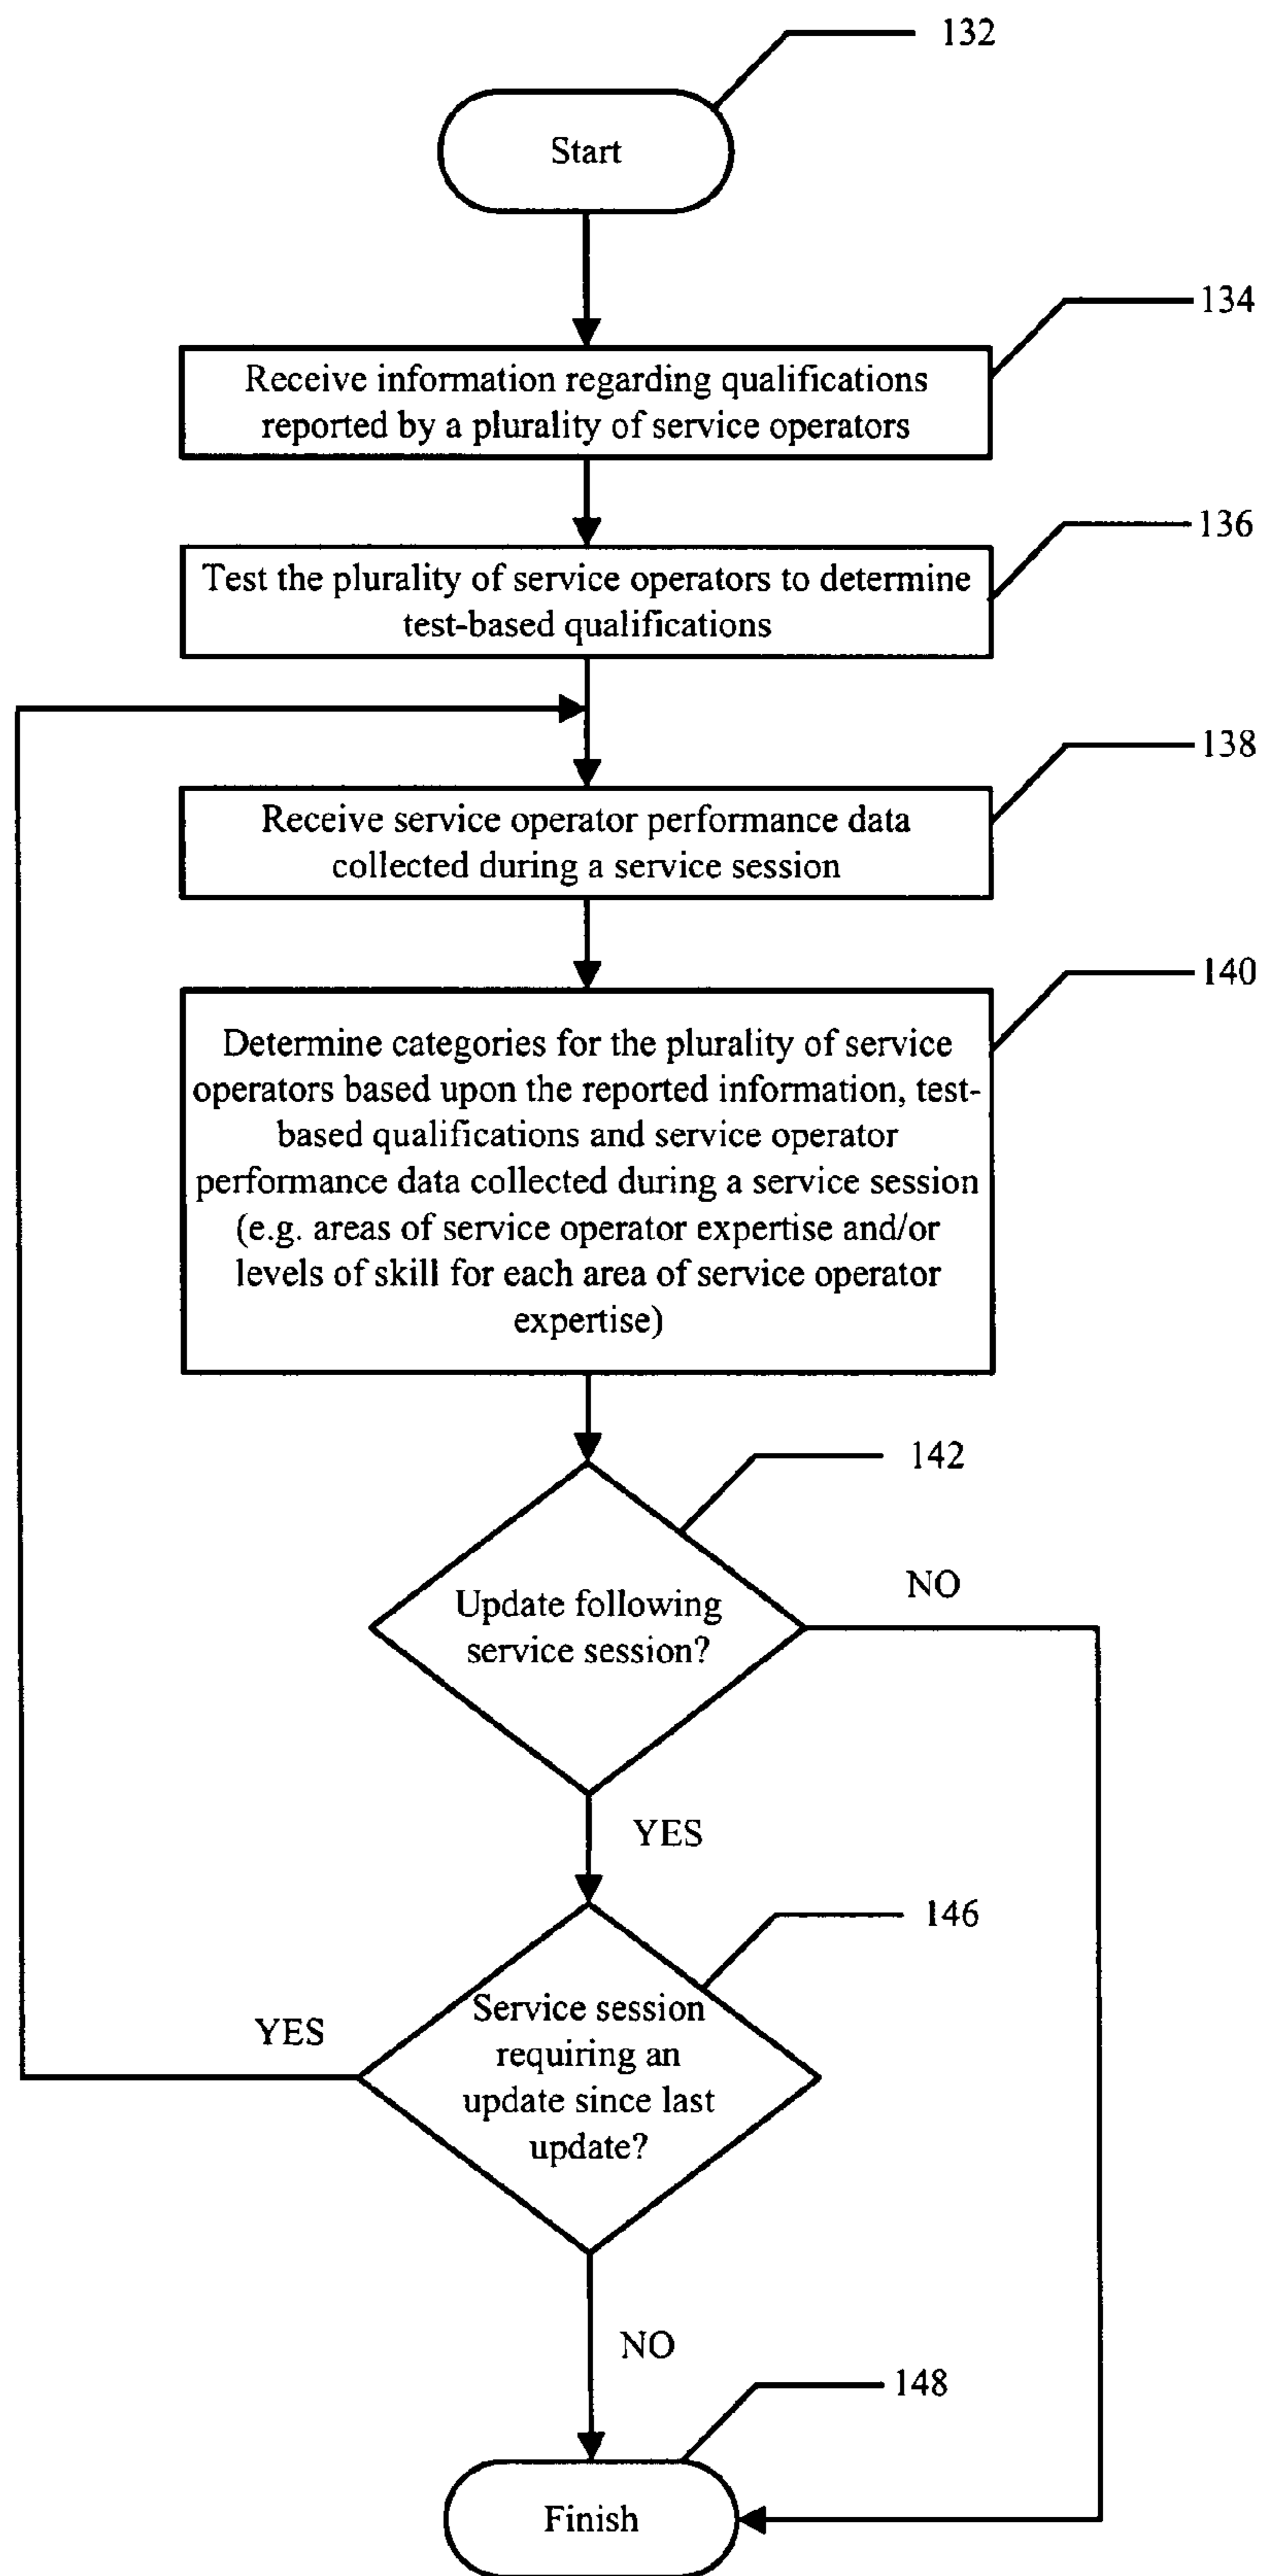 132
Start
134
Receive information regarding qualifications
reported by a plurality of service operators
136
Test the plurality of service operators to determine
test-based qualifications
138
Receive service operator performance data
collected during a service session
140
Determine categories for the plurality of service
operators based upon the reported information, test-
based qualifications and service operator
performance data collected during a service session
(e.g. areas of service operator expertise and/or
levels of skill for each area of service operator
expertise)
142
Update following
service session?
NO
YES
146
Service session
requiring an
update since last
update?
YES
NO
148
Finish